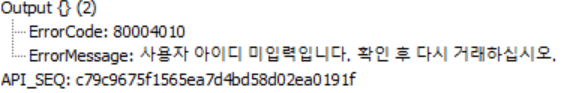 Output {} (2)
ErrorCode: 80004010
ErrorMessage: 사용자 아이디 미입력입니다. 확인 후 다시 거래하십시오.
API_SEQ: c79c9675f1565ea7d4bd58d02ea0191f